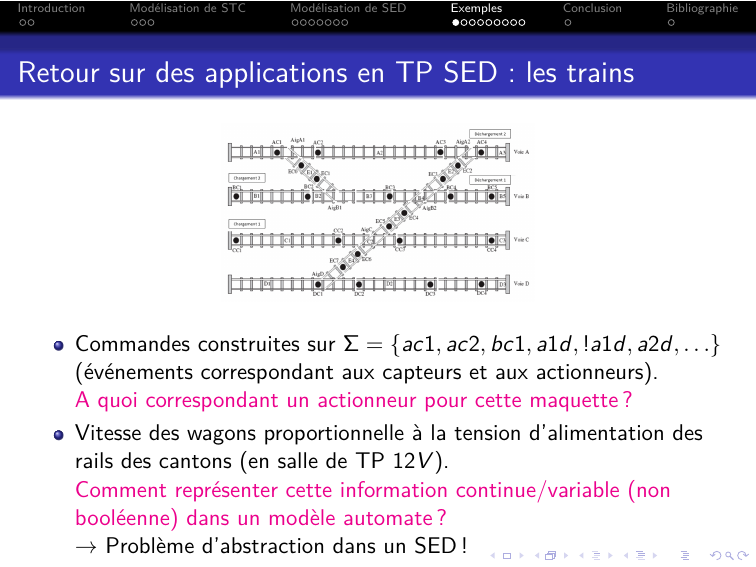 Introduction Modélisation de STC Modélisation de SED Exemples Conclusion Bibliographie
Retour sur des applications en TP SED : les trains
Déchargement 2
AC1 AigA1 AC2 AC3 AigA2 AC4
A1 A2 A3 Voie A
EC0 E1 EC1 EC3 E2 EC2
Chargement 2 Déchargement 1
BC1 BC2 BC3 BC4 BC5
B1 B2 B3 B5 Voie B
AigB1 AigB2
Chargement 1 EC5 E3 EC4
CC2 AigC
C1 C3 Voie C
CC1 CC3 CC4
EC7 E4 EC6
AigD
D1 D2 D3 Voie D
DC1 DC2 DC3 DC4
Commandes construites sur Σ = {ac1, ac2, bc1, a1d, !a1d, a2d, . . .}
(événements correspondant aux capteurs et aux actionneurs).
A quoi correspondant un actionneur pour cette maquette ?
Vitesse des wagons proportionnelle à la tension d'alimentation des
rails des cantons (en salle de TP 12V).
Comment représenter cette information continue/variable (non
booléenne) dans un modèle automate ?
→ Problème d'abstraction dans un SED !